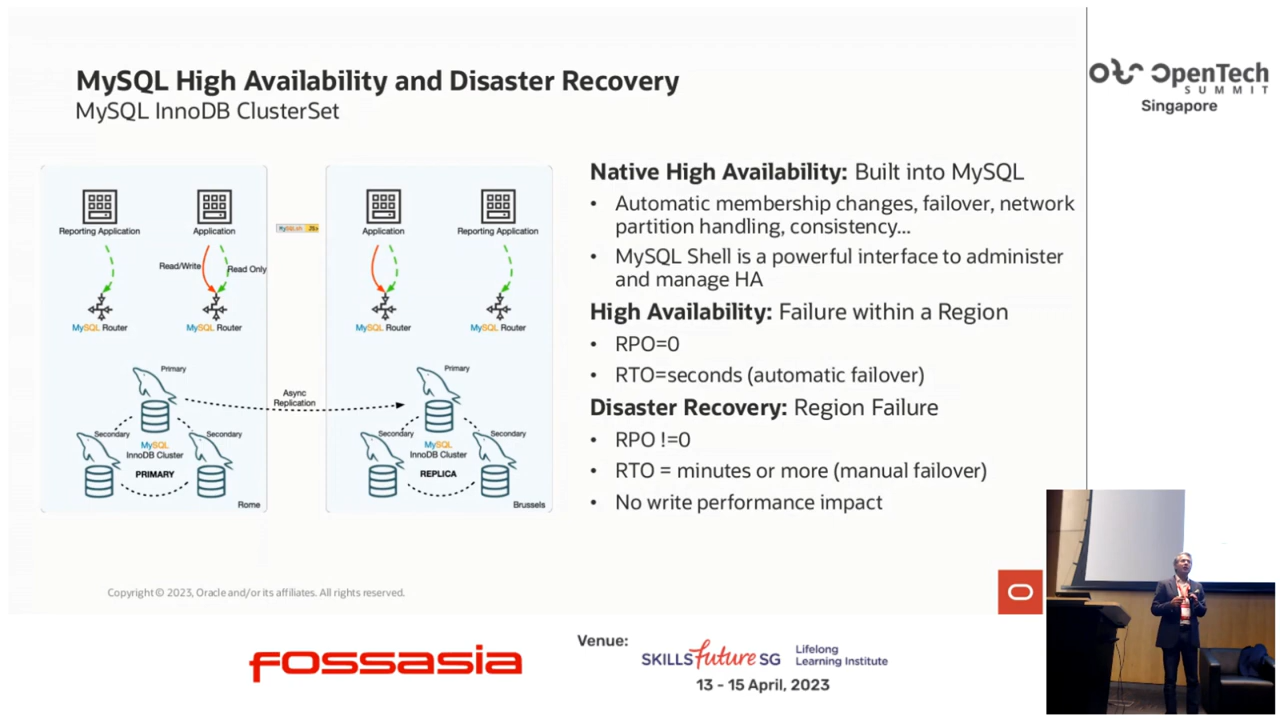 MySQL High Availability and Disaster Recovery
MySQL InnoDB ClusterSet
OpenTech
SUMMIT
Singapore
Reporting Application
Application
Read/Write
Read Only
MySQL Router
MySQL Router
Primary
Secondary
Secondary
MySQL
InnoDB Cluster
PRIMARY
Rome
Async
Replication
Application
Reporting Application
MySQL Router
MySQL Router
Primary
Secondary
Secondary
MySQL
InnoDB Cluster
REPLICA
Brussels
Native High Availability: Built into MySQL
• Automatic membership changes, failover, network
partition handling, consistency...
• MySQL Shell is a powerful interface to administer
and manage HA
High Availability: Failure within a Region
• RPO=0
• RTO=seconds (automatic failover)
Disaster Recovery: Region Failure
• RPO !=0
• RTO = minutes or more (manual failover)
• No write performance impact
Copyright © 2023, Oracle and/or its affiliates. All rights reserved.
fossasia
Venue:
SKILLSfuture SG
Lifelong
Learning Institute
13 - 15 April, 2023